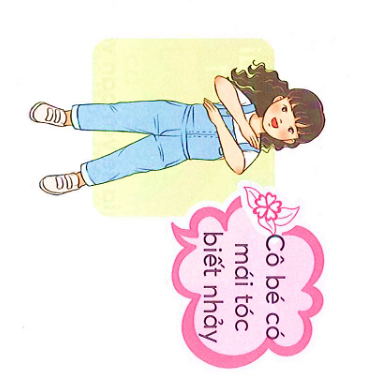 Cô bé có
mái tóc
biết nhảy